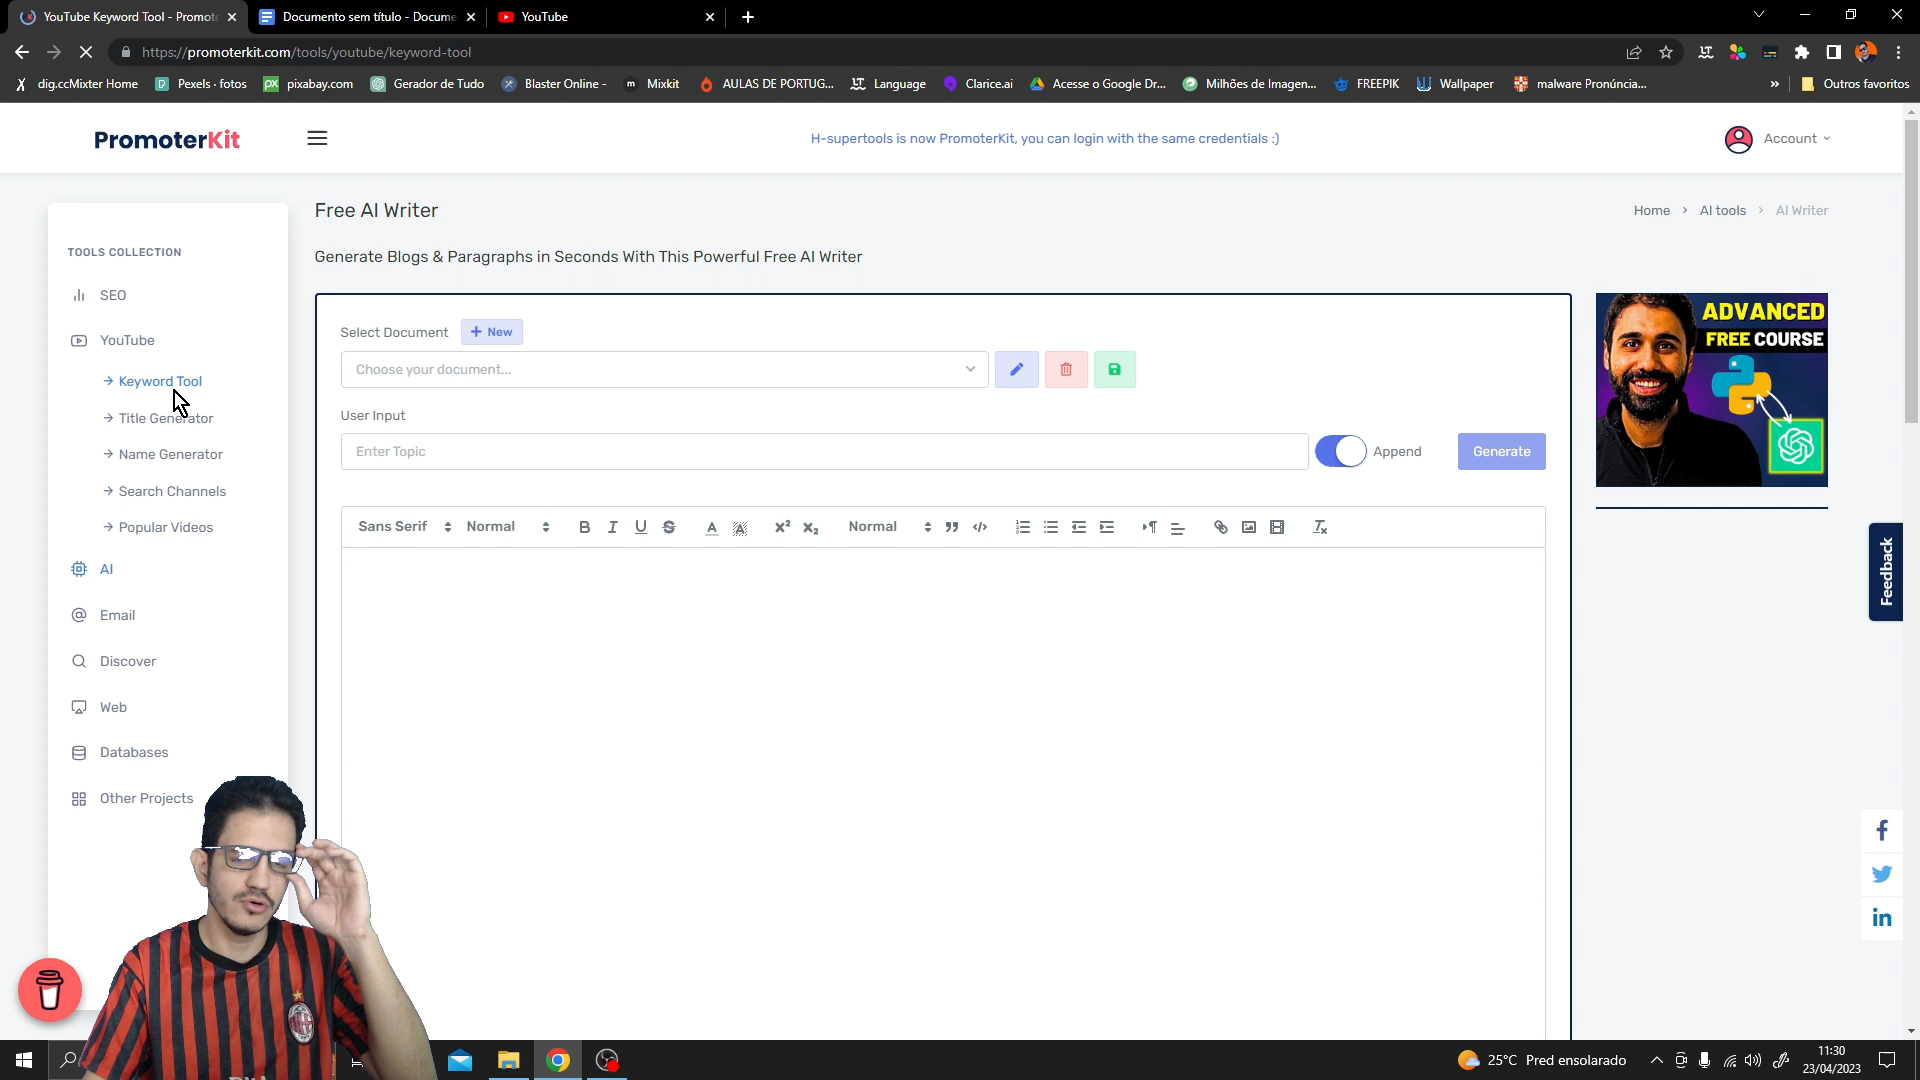 YouTube Keyword Tool - Promote
Documento sem título - Docume
YouTube
https://promoterkit.com/tools/youtube/keyword-tool
dig.ccMixter Home
Pexels · fotos
pixabay.com
Gerador de Tudo
Blaster Online -
Mixkit
AULAS DE PORTUG...
Language
Clarice.ai
Acesse o Google Dr...
Milhões de Imagen...
FREEPIK
Wallpaper
malware Pronúncia...
»
Outros favoritos
PromoterKit
H-supertools is now PromoterKit, you can login with the same credentials :)
Account
TOOLS COLLECTION
SEO
YouTube
Keyword Tool
Title Generator
Name Generator
Search Channels
Popular Videos
AI
Email
Discover
Web
Databases
Other Projects
Free AI Writer
Home > AI tools > AI Writer
Generate Blogs & Paragraphs in Seconds With This Powerful Free AI Writer
Select Document
+ New
Choose your document...
User Input
Enter Topic
Append
Generate
Sans Serif
Normal
Normal
ADVANCED
FREE COURSE
Feedback
25°C Pred ensolarado
11:30
23/04/2023